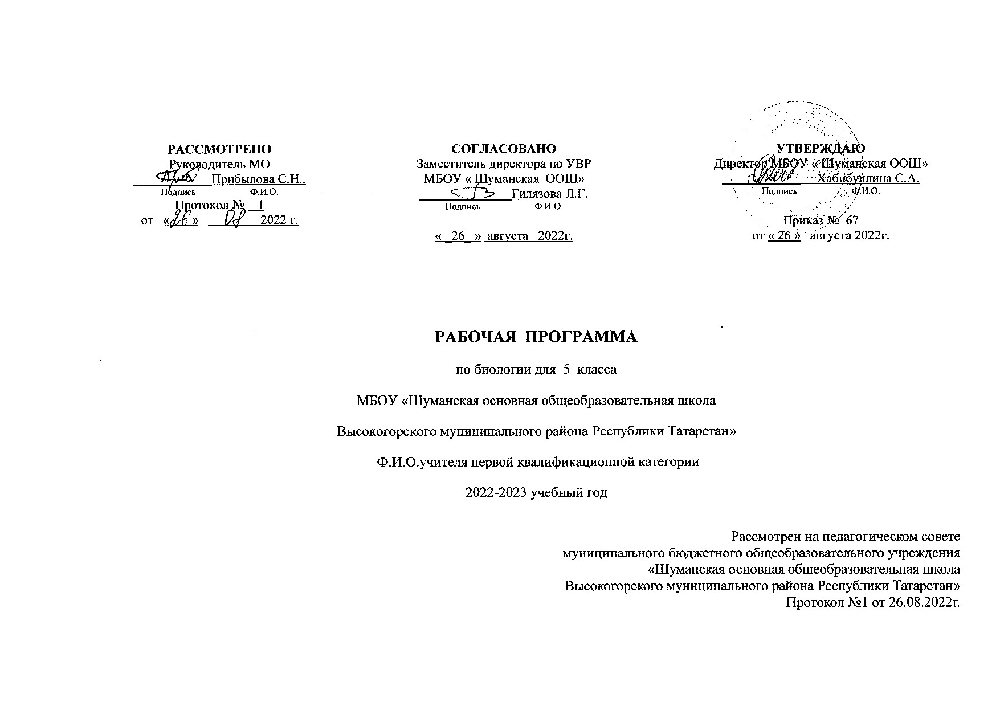 РАССМОТРЕНО
Руководитель МО
Прибылова С.Н..
Подпись Ф.И.О.
Протокол № 1
от «26» 08 2022 г.
СОГЛАСОВАНО
Заместитель директора по УВР
МБОУ « Шуманская ООШ»
Гилязова Л.Г.
Подпись Ф.И.О.
« 26 » августа 2022г.
УТВЕРЖДАЮ
Директор МБОУ « Шуманская ООШ»
Хабибуллина С.А.
Подпись Ф.И.О.
Приказ № 67
от « 26 » августа 2022г.
РАБОЧАЯ ПРОГРАММА
по биологии для 5 класса
МБОУ «Шуманская основная общеобразовательная школа
Высокогорского муниципального района Республики Татарстан»
Ф.И.О.учителя первой квалификационной категории
2022-2023 учебный год
Рассмотрен на педагогическом совете
муниципального бюджетного общеобразовательного учреждения
«Шуманская основная общеобразовательная школа
Высокогорского муниципального района Республики Татарстан»
Протокол №1 от 26.08.2022г.